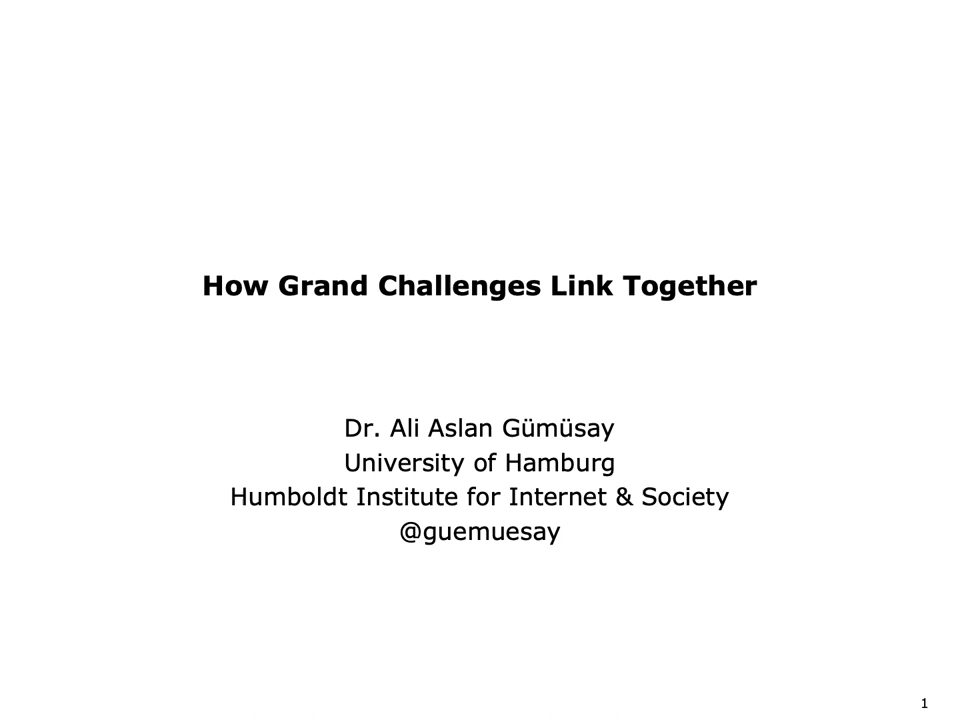 How Grand Challenges Link Together
Dr. Ali Aslan Gümüsay
University of Hamburg
Humboldt Institute for Internet & Society
@guemuesay
1